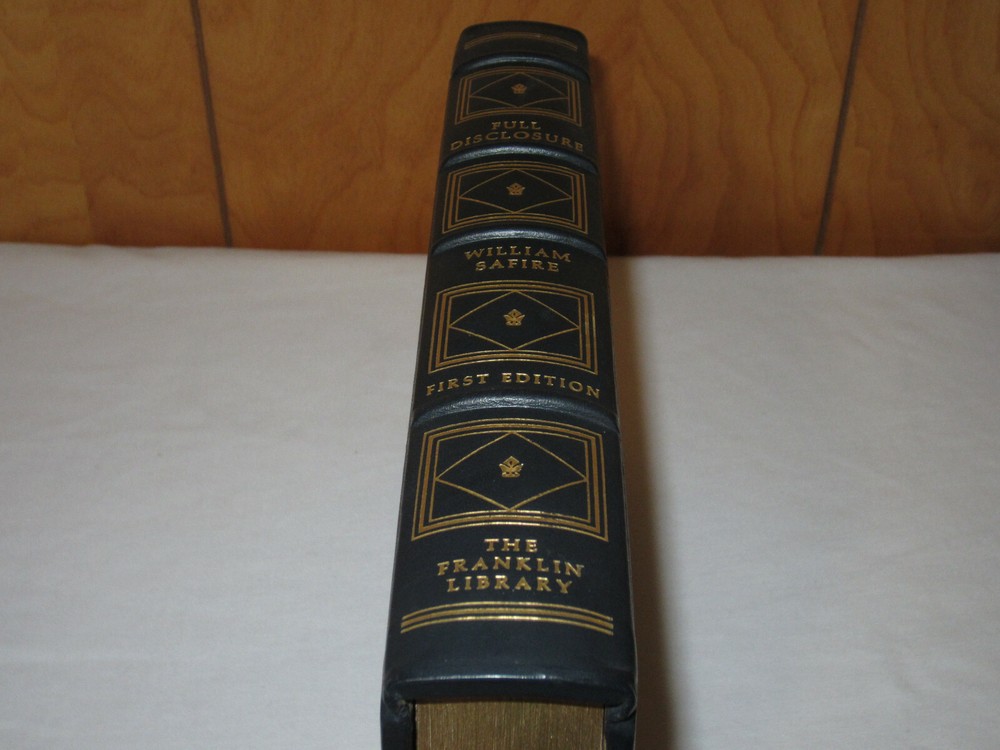 FULL
DISCLOSURE
WILLIAM
SAFIRE
FIRST EDITION
THE
FRANKLIN
LIBRARY